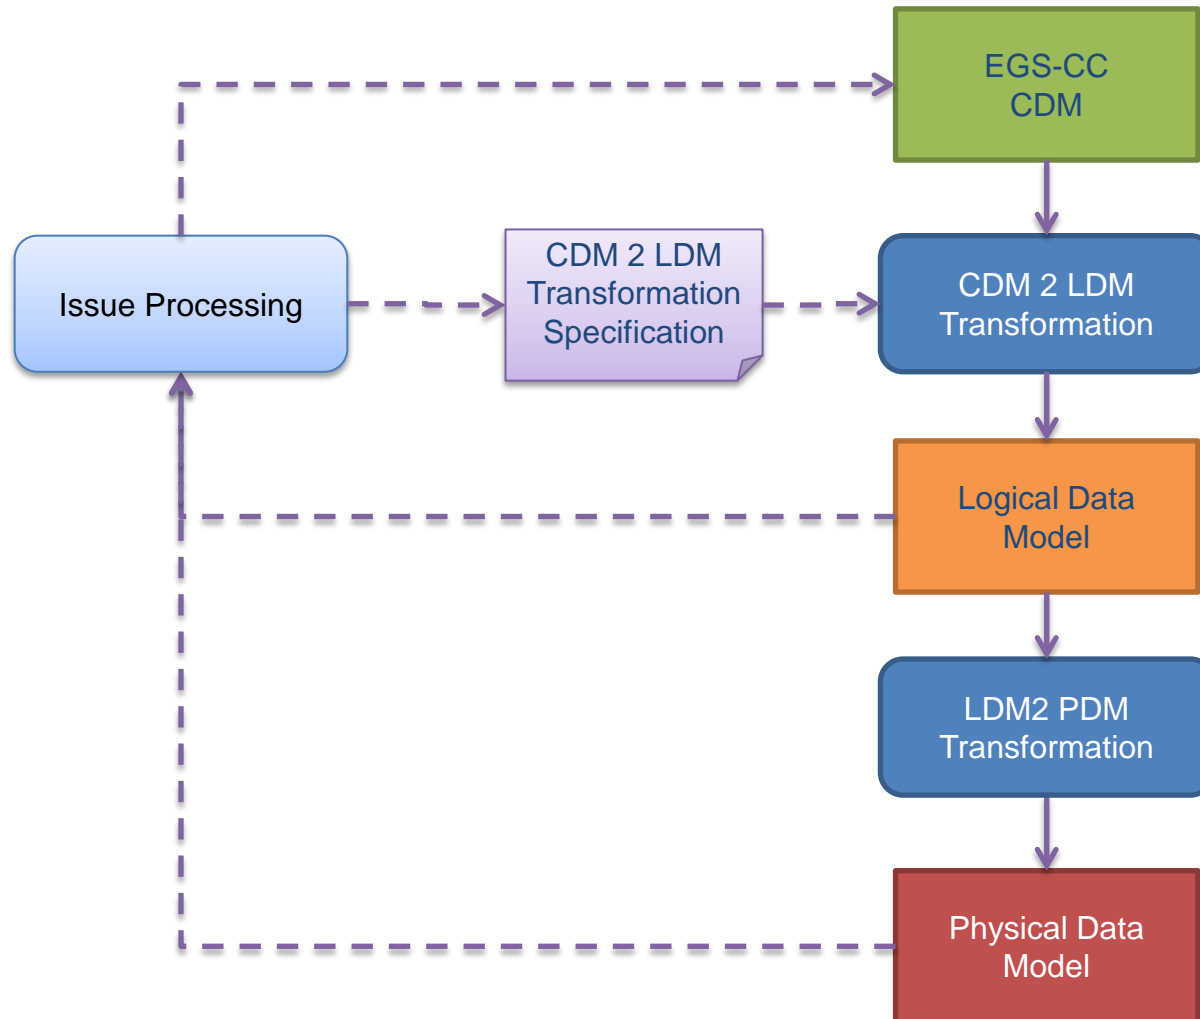 EGS-CC
CDM
Issue Processing
CDM 2 LDM
Transformation
Specification
CDM 2 LDM
Transformation
Logical Data
Model
LDM2 PDM
Transformation
Physical Data
Model